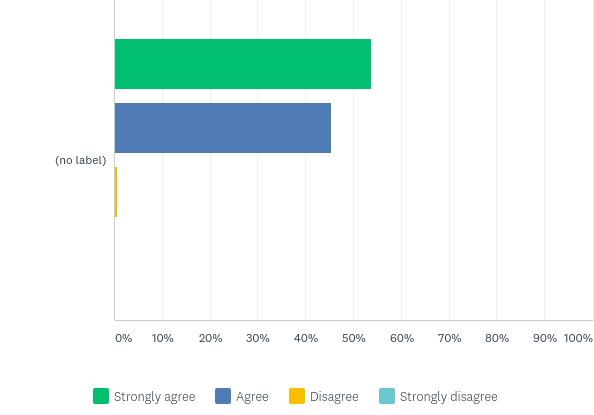 (no label)
0% 10% 20% 30% 40% 50% 60% 70% 80% 90% 100%
Strongly agree Agree Disagree Strongly disagree